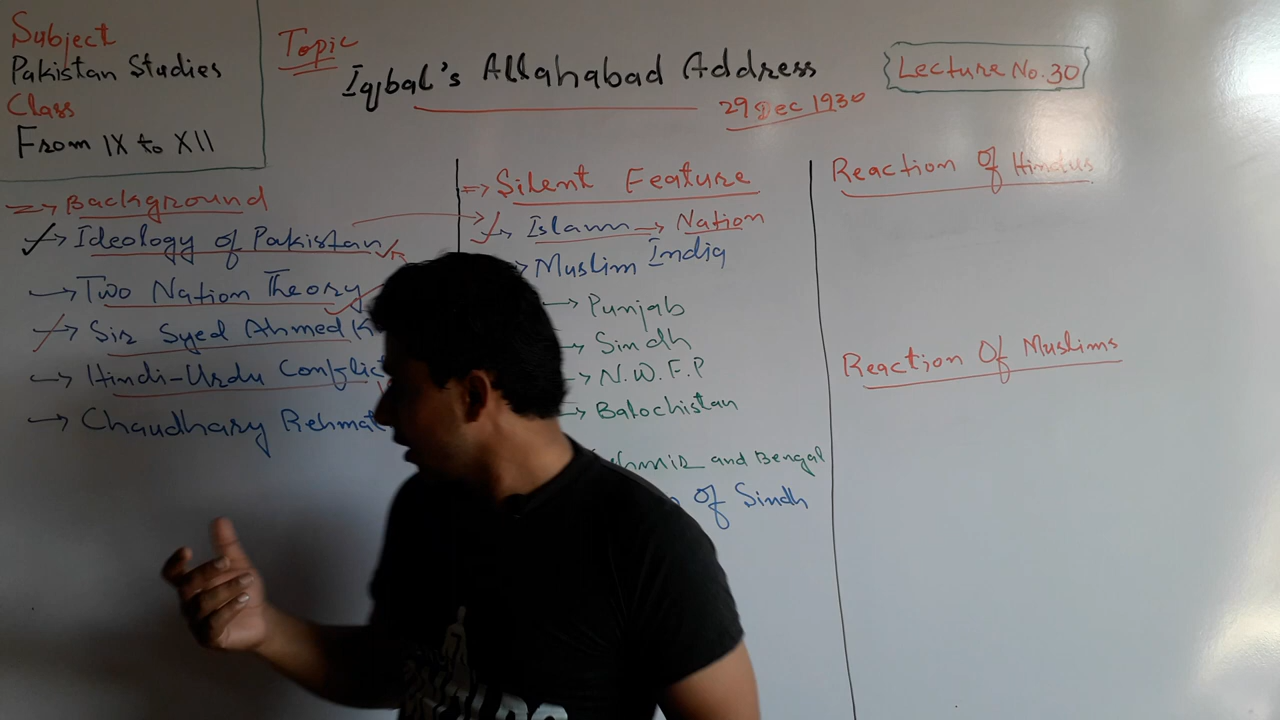 Subject
Pakistan Studies
Class
From IX to XII
Topic
Iqbal's Allahabad Address
29 Dec 1930
Lecture No. 30
=> Background
-> Ideology of Pakistan
-> Two Nation Theory
-> Sir Syed Ahmed K
-> Hindi-Urdu Conflic
-> Chaudhary Rehmat
=> Silent Feature
-> Islam -> Nation
> Muslim India
-> Punjab
-> Sindh
-> N.W.F.P
-> Balochistan
shmir and Bengal
of Sindh
Reaction Of Hindus
Reaction Of Muslims